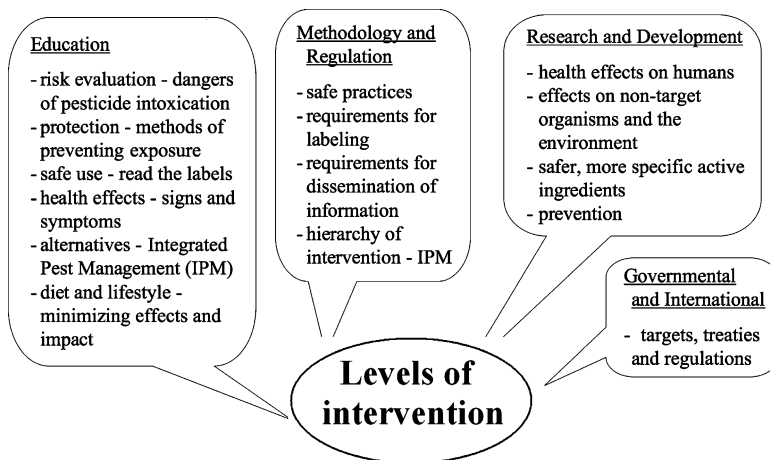 Education
- risk evaluation - dangers
of pesticide intoxication
- protection - methods of
preventing exposure
- safe use - read the labels
- health effects - signs and
symptoms
- alternatives - Integrated
Pest Management (IPM)
- diet and lifestyle -
minimizing effects and
impact
Methodology and
Regulation
- safe practices
- requirements for
labeling
- requirements for
dissemination of
information
- hierarchy of
intervention - IPM
Research and Development
- health effects on humans
- effects on non-target
organisms and the
environment
- safer, more specific active
ingredients
- prevention
Governmental
and International
- targets, treaties
and regulations
Levels of
intervention